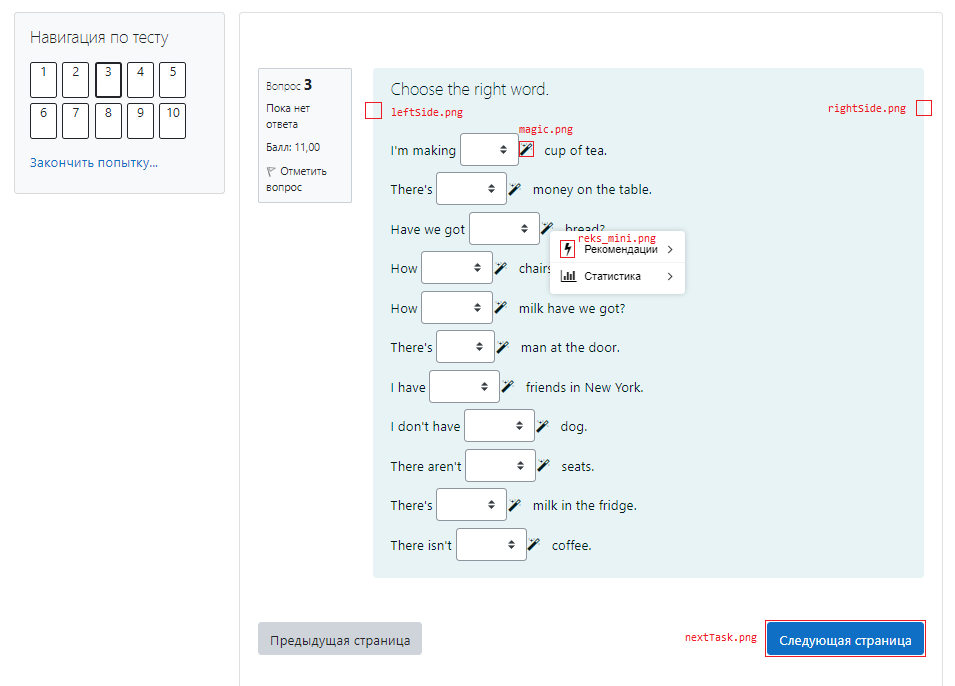 Навигация по тесту
1 2 3 4 5
6 7 8 9 10
Закончить попытку...
Вопрос 3
Пока нет
ответа
Балл: 11,00
Отметить
вопрос
Choose the right word.
leftSide.png
rightSide.png
magic.png
I'm making cup of tea.
There's money on the table.
Have we got bread?
reks_mini.png
Рекомендации
How chairs
Статистика
How milk have we got?
There's man at the door.
I have friends in New York.
I don't have dog.
There aren't seats.
There's milk in the fridge.
There isn't coffee.
Предыдущая страница
nextTask.png
Следующая страница